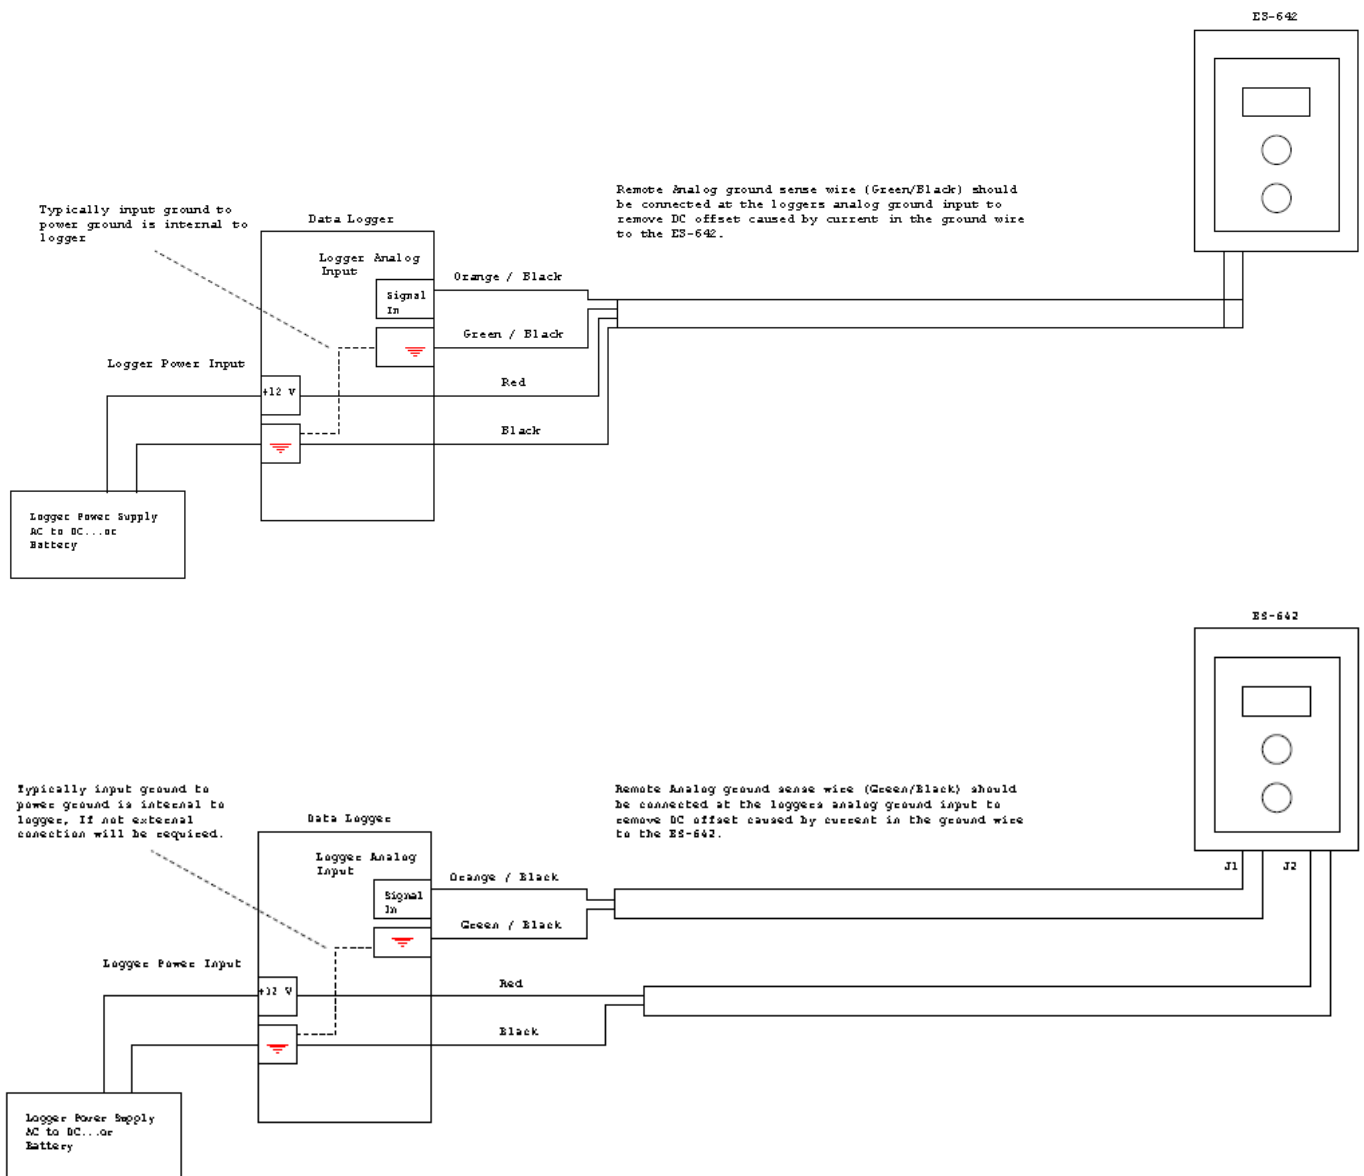 ES-642
Remote Analog ground sense wire (Green/Black) should
be connected at the loggers analog ground input to
remove DC offset caused by current in the ground wire
to the ES-642.
Typically input ground to
power ground is internal to
logger
Data Logger
Logger Analog
Input
Orange / Black
Signal
In
Green / Black
Logger Power Input
Red
+12 V
Black
Logger Power Supply
AC to DC...or
Battery
ES-642
Typically input ground to
power ground is internal to
logger, If not external
conection will be required.
Remote Analog ground sense wire (Green/Black) should
be connected at the loggers analog ground input to
remove DC offset caused by current in the ground wire
to the ES-642.
Data Logger
Logger Analog
Input
J1
J2
Orange / Black
Signal
In
Green / Black
Logger Power Input
Red
+12 V
Black
Logger Power Supply
AC to DC...or
Battery